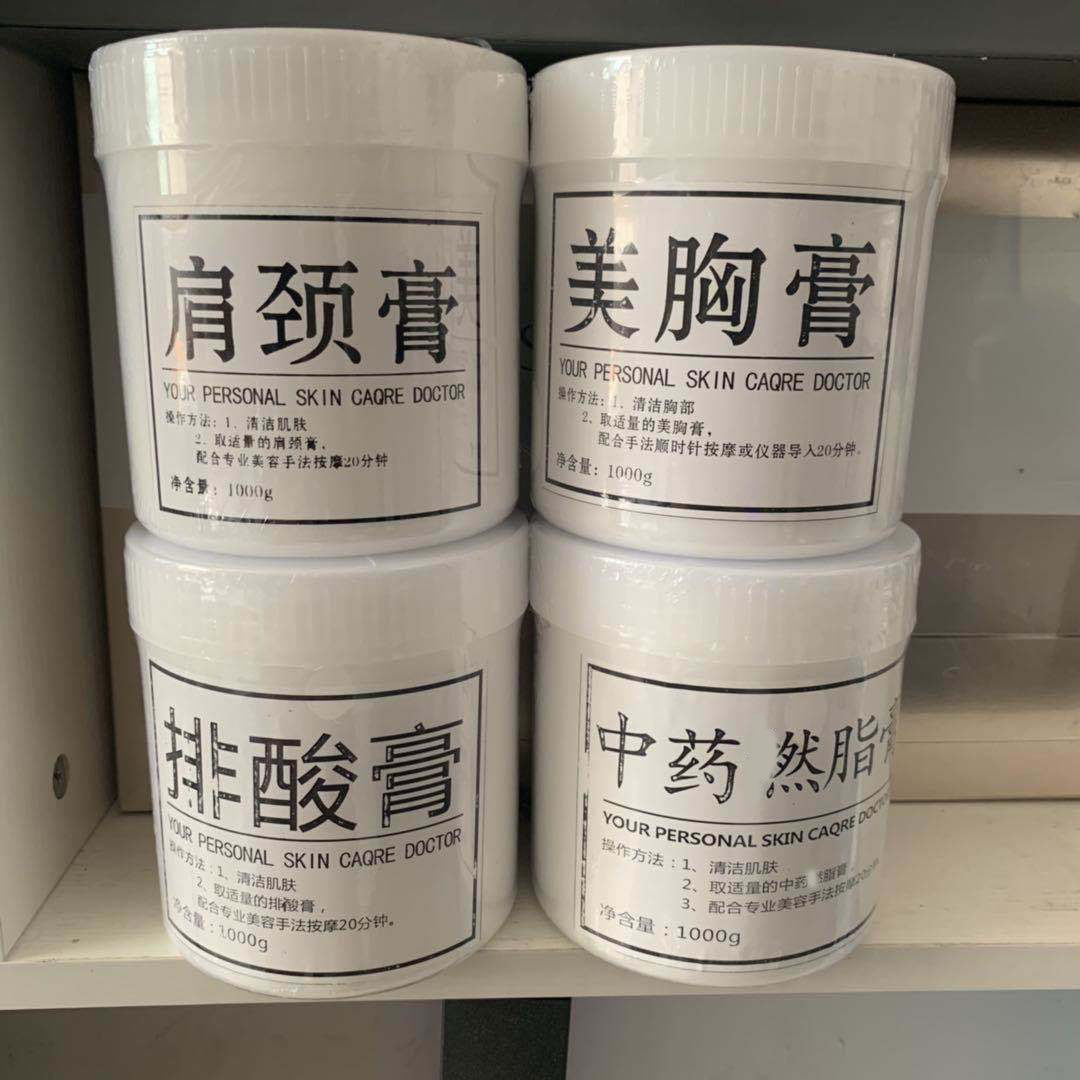 肩颈膏
YOUR PERSONAL SKIN CAQRE DOCTOR
操作方法：1、清洁肌肤
2、取适量的肩颈膏，
配合专业美容手法按摩20分钟
净含量：1000g
美胸膏
YOUR PERSONAL SKIN CAQRE DOCTOR
操作方法：1、清洁胸部
2、取适量的美胸膏，
配合手法顺时针按摩或仪器导入20分钟。
净含量：1000g
排酸膏
YOUR PERSONAL SKIN CAQRE DOCTOR
操作方法：1、清洁肌肤
2、取适量的排酸膏，
配合专业美容手法按摩20分钟。
净含量：1000g
中药 然脂膏
YOUR PERSONAL SKIN CAQRE DOCTOR
操作方法：1、清洁肌肤
2、取适量的中药 脂膏
3、配合专业美容手法按摩20分钟
净含量：1000g